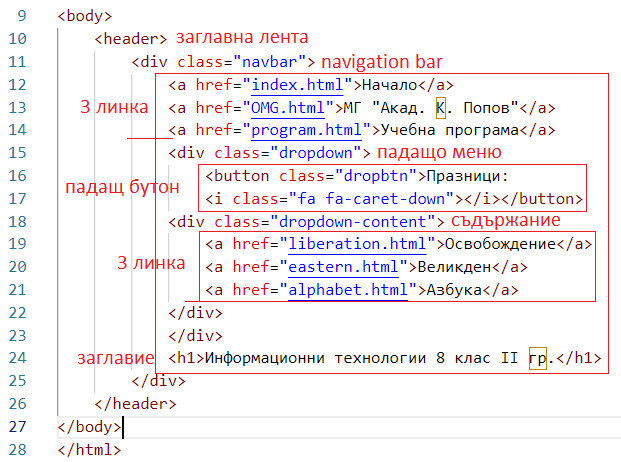 9 <body>
10 <header> заглавна лента
11 <div class="navbar"> navigation bar
12 <a href="index.html">Начало</a>
3 линка
13 <a href="OMG.html">МГ "Акад. К. Попов"</a>
14 <a href="program.html">Учебна програма</a>
15 <div class="dropdown"> падащо меню
16 <button class="dropbtn">Празници:
падащ бутон
17 <i class="fa fa-caret-down"></i></button>
18 <div class="dropdown-content"> съдържание
19 <a href="liberation.html">Освобождение</a>
3 линка
20 <a href="eastern.html">Великден</a>
21 <a href="alphabet.html">Азбука</a>
22 </div>
23 </div>
заглавие
24 <h1>Информационни технологии 8 клас II гр.</h1>
25 </div>
26 </header>
27 </body>
28 </html>